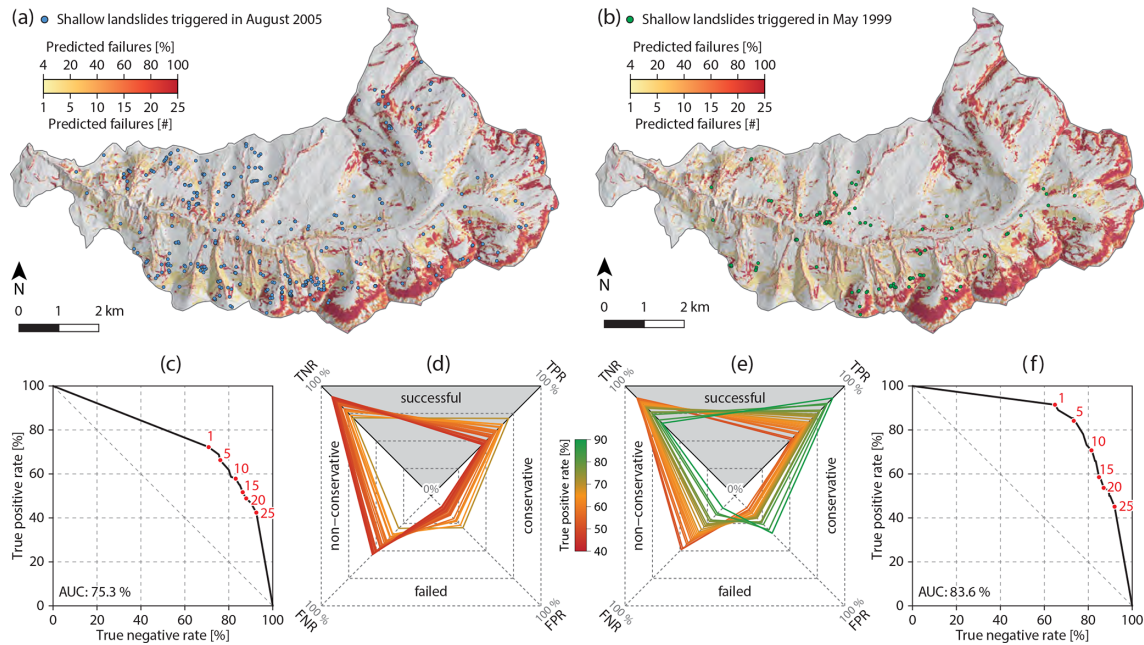 (a) Shallow landslides triggered in August 2005
Predicted failures [%]
4 20 40 60 80 100
1 5 10 15 20 25
Predicted failures [#]
N
0 1 2 km
(b) Shallow landslides triggered in May 1999
Predicted failures [%]
4 20 40 60 80 100
1 5 10 15 20 25
Predicted failures [#]
N
0 1 2 km
(c)
100
80
60
40
20
0
True positive rate [%]
1
5
10
15
20
25
AUC: 75.3 %
0 20 40 60 80 100
True negative rate [%]
(d)
TNR
100 %
TPR
100 %
successful
non−conservative
0%
conservative
failed
100 %
FNR
100 %
FPR
90
80
70
60
50
40
True positive rate [%]
(e)
TNR
100 %
TPR
100 %
successful
non−conservative
0%
conservative
failed
100 %
FNR
100 %
FPR
(f)
100
80
60
40
20
0
True positive rate [%]
1
5
10
15
20
25
AUC: 83.6 %
0 20 40 60 80 100
True negative rate [%]